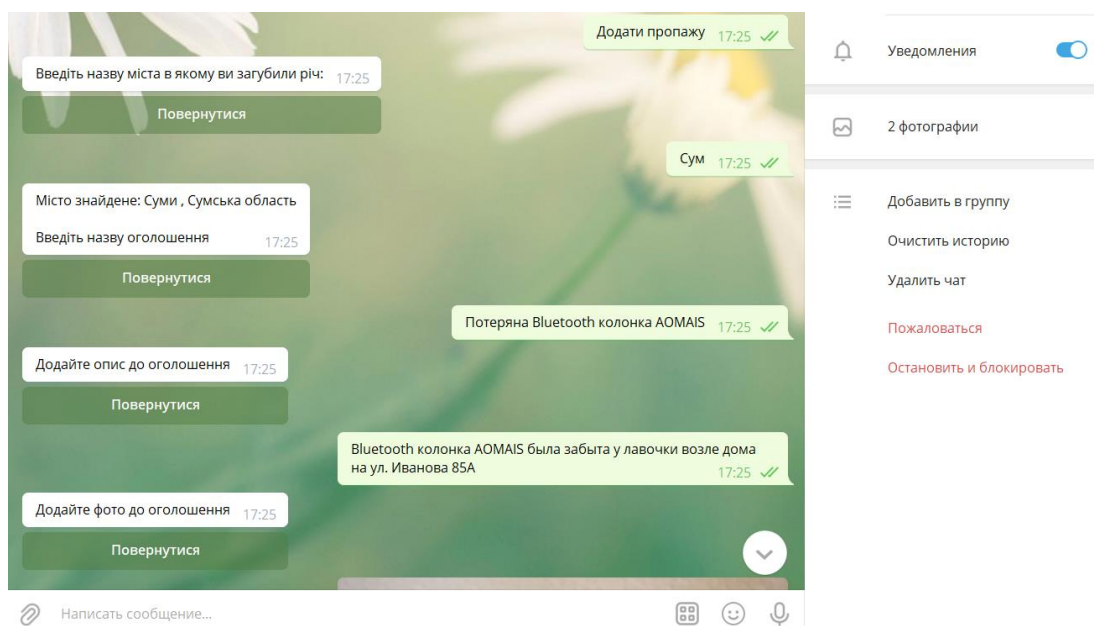 Додати пропажу 17:25
Введіть назву міста в якому ви загубили річ: 17:25
Повернутися
Сум 17:25
Місто знайдене: Суми , Сумська область
Введіть назву оголошення 17:25
Повернутися
Потеряна Bluetooth колонка AOMAIS 17:25
Додайте опис до оголошення 17:25
Повернутися
Bluetooth колонка AOMAIS была забыта у лавочки возле дома
на ул. Иванова 85А 17:25
Додайте фото до оголошення 17:25
Повернутися
Написать сообщение...
Уведомления
2 фотографии
Добавить в группу
Очистить историю
Удалить чат
Пожаловаться
Остановить и блокировать